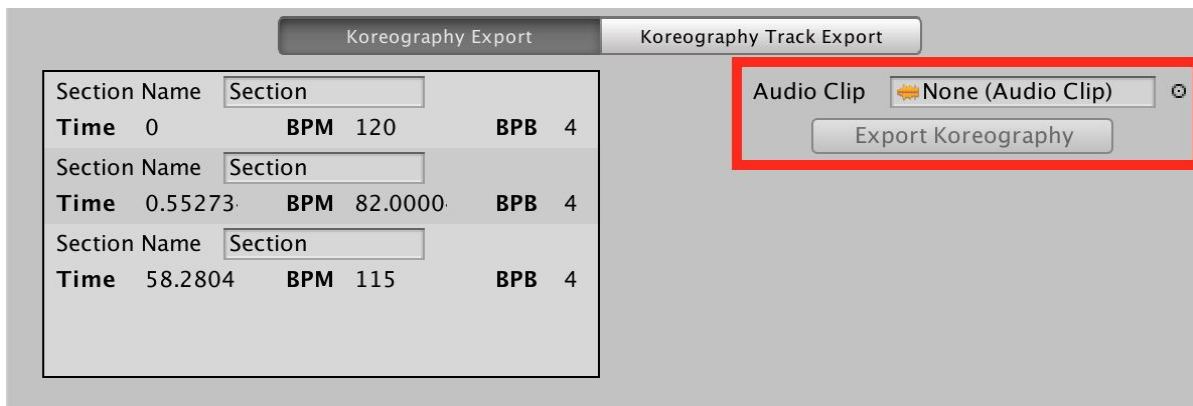 Koreography Export Koreography Track Export
Section Name Section
Time 0 BPM 120 BPB 4
Section Name Section
Time 0.55273 BPM 82.0000 BPB 4
Section Name Section
Time 58.2804 BPM 115 BPB 4
Audio Clip None (Audio Clip)
Export Koreography